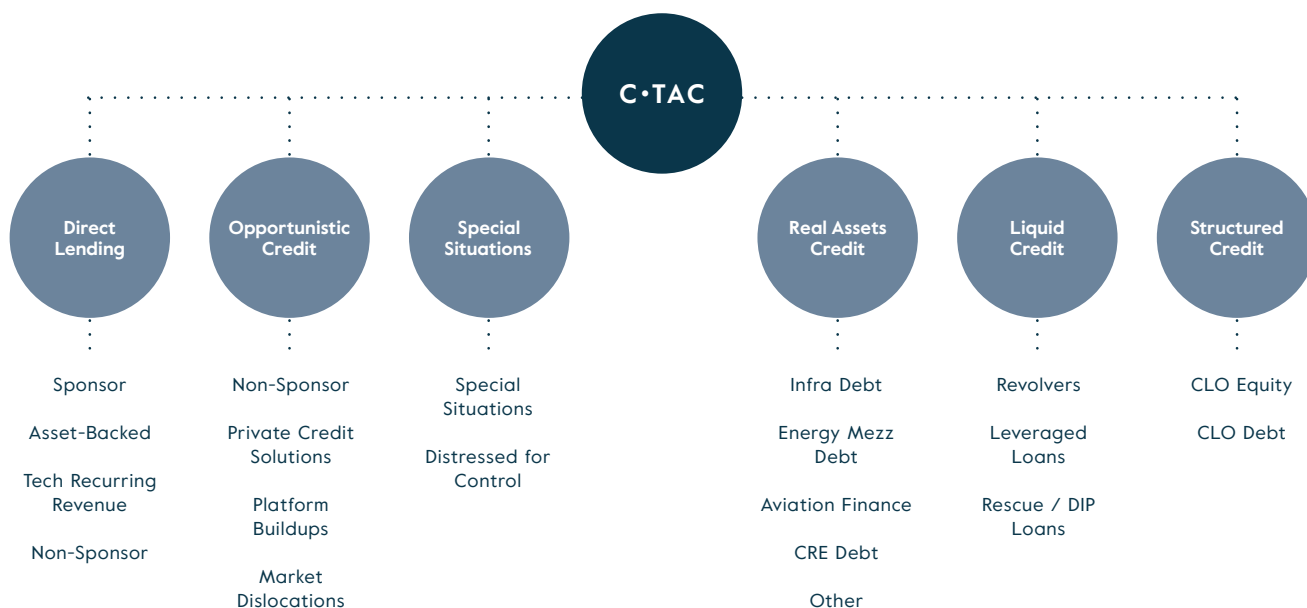 C•TAC
Direct
Lending
Opportunistic
Credit
Special
Situations
Real Assets
Credit
Liquid
Credit
Structured
Credit
Sponsor
Asset-Backed
Tech Recurring
Revenue
Non-Sponsor
Non-Sponsor
Private Credit
Solutions
Platform
Buildups
Market
Dislocations
Special
Situations
Distressed for
Control
Infra Debt
Energy Mezz
Debt
Aviation Finance
CRE Debt
Other
Revolvers
Leveraged
Loans
Rescue / DIP
Loans
CLO Equity
CLO Debt